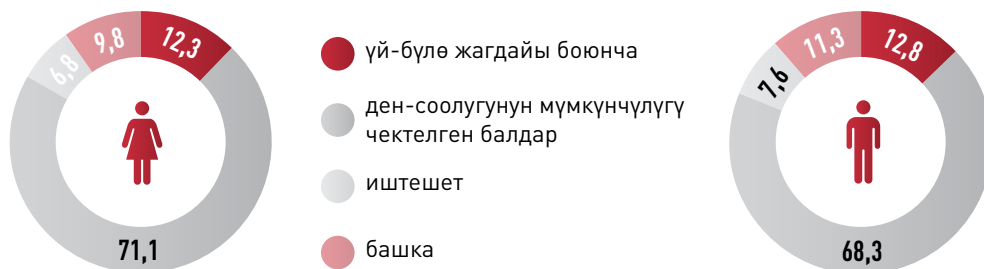 9,8
12,3
6,8
71,1
үй-бүлө жагдайы боюнча
ден-соолугунун мүмкүнчүлүгү
чектелген балдар
иштешет
башка
11,3
12,8
7,6
68,3